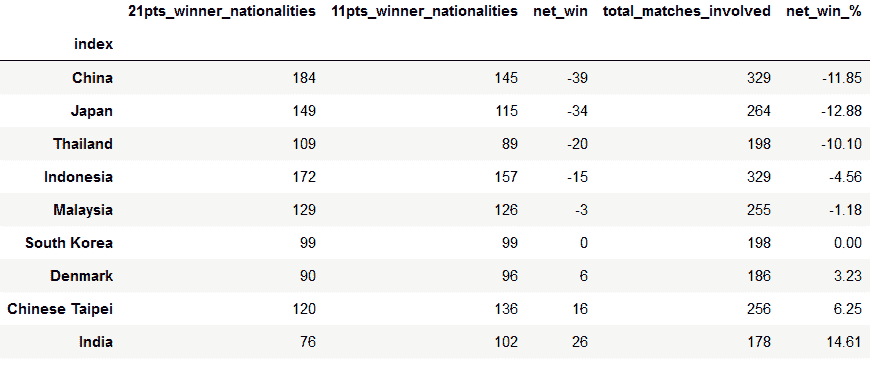 21pts_winner_nationalities 11pts_winner_nationalities net_win total_matches_involved net_win_%
index
China 184 145 -39 329 -11.85
Japan 149 115 -34 264 -12.88
Thailand 109 89 -20 198 -10.10
Indonesia 172 157 -15 329 -4.56
Malaysia 129 126 -3 255 -1.18
South Korea 99 99 0 198 0.00
Denmark 90 96 6 186 3.23
Chinese Taipei 120 136 16 256 6.25
India 76 102 26 178 14.61